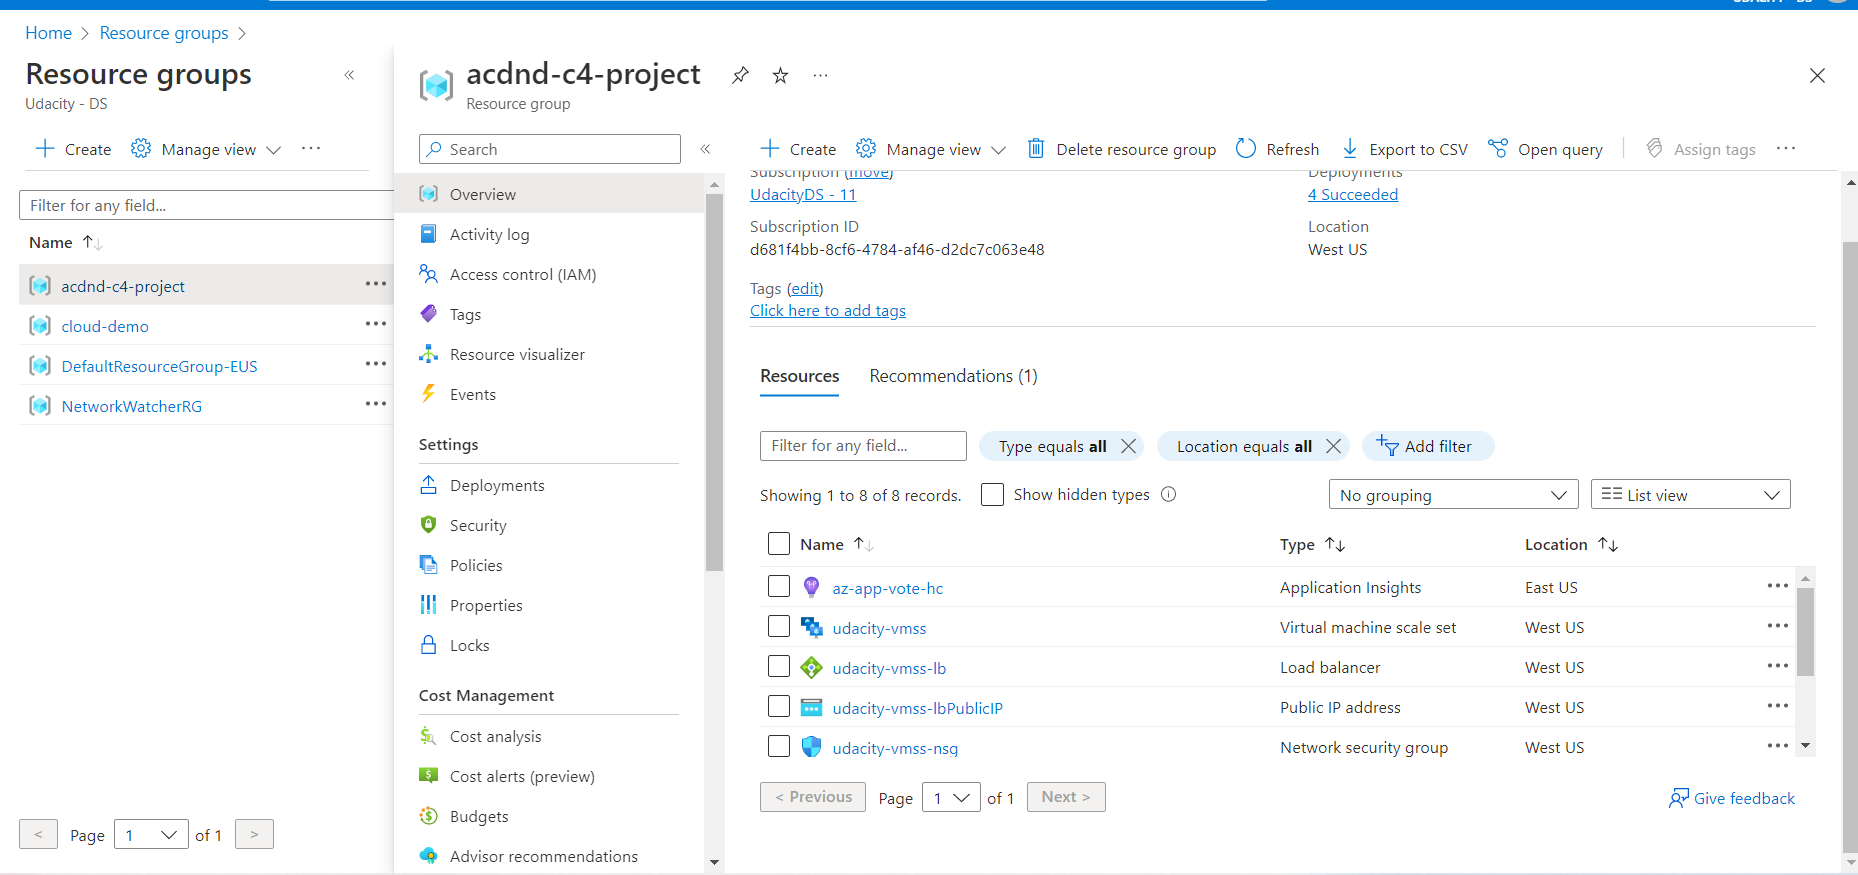 Home > Resource groups >
Resource groups
Udacity - DS
«
Create
Manage view
Filter for any field...
Name
acdnd-c4-project
cloud-demo
DefaultResourceGroup-EUS
NetworkWatcherRG
< Page 1 of 1 >
acdnd-c4-project
Resource group
Search
«
Overview
Activity log
Access control (IAM)
Tags
Resource visualizer
Events
Settings
Deployments
Security
Policies
Properties
Locks
Cost Management
Cost analysis
Cost alerts (preview)
Budgets
Advisor recommendations
Create
Manage view
Delete resource group
Refresh
Export to CSV
Open query
Assign tags
Subscription (move)
UdacityDS - 11
Subscription ID
d681f4bb-8cf6-4784-af46-d2dc7c063e48
Tags (edit)
Click here to add tags
Deployments
4 Succeeded
Location
West US
Resources
Recommendations (1)
Filter for any field...
Type equals all
Location equals all
Add filter
Showing 1 to 8 of 8 records.
Show hidden types
No grouping
List view
Name Type Location
az-app-vote-hc Application Insights East US
udacity-vmss Virtual machine scale set West US
udacity-vmss-lb Load balancer West US
udacity-vmss-lbPublicIP Public IP address West US
udacity-vmss-nsg Network security group West US
< Previous Page 1 of 1 Next >
Give feedback